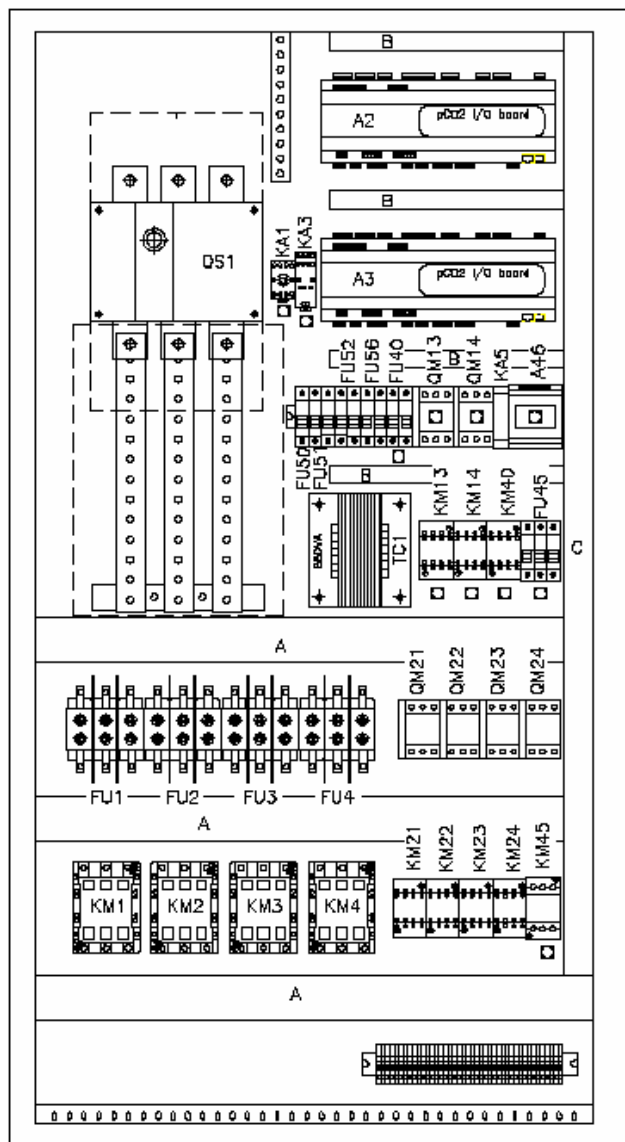 B
A2
pCO2 I/O board
B
KA1
KA3
QS1
A3
pCO2 I/O board
FU52
FU56
FU40
QM13
B
QM14
KA5
A46
FU50
FU51
B
KM13
KM14
KM40
FU45
TC1
C
A
QM21
QM22
QM23
QM24
FU1
FU2
FU3
FU4
A
KM21
KM22
KM23
KM24
KM45
KM1
KM2
KM3
KM4
A